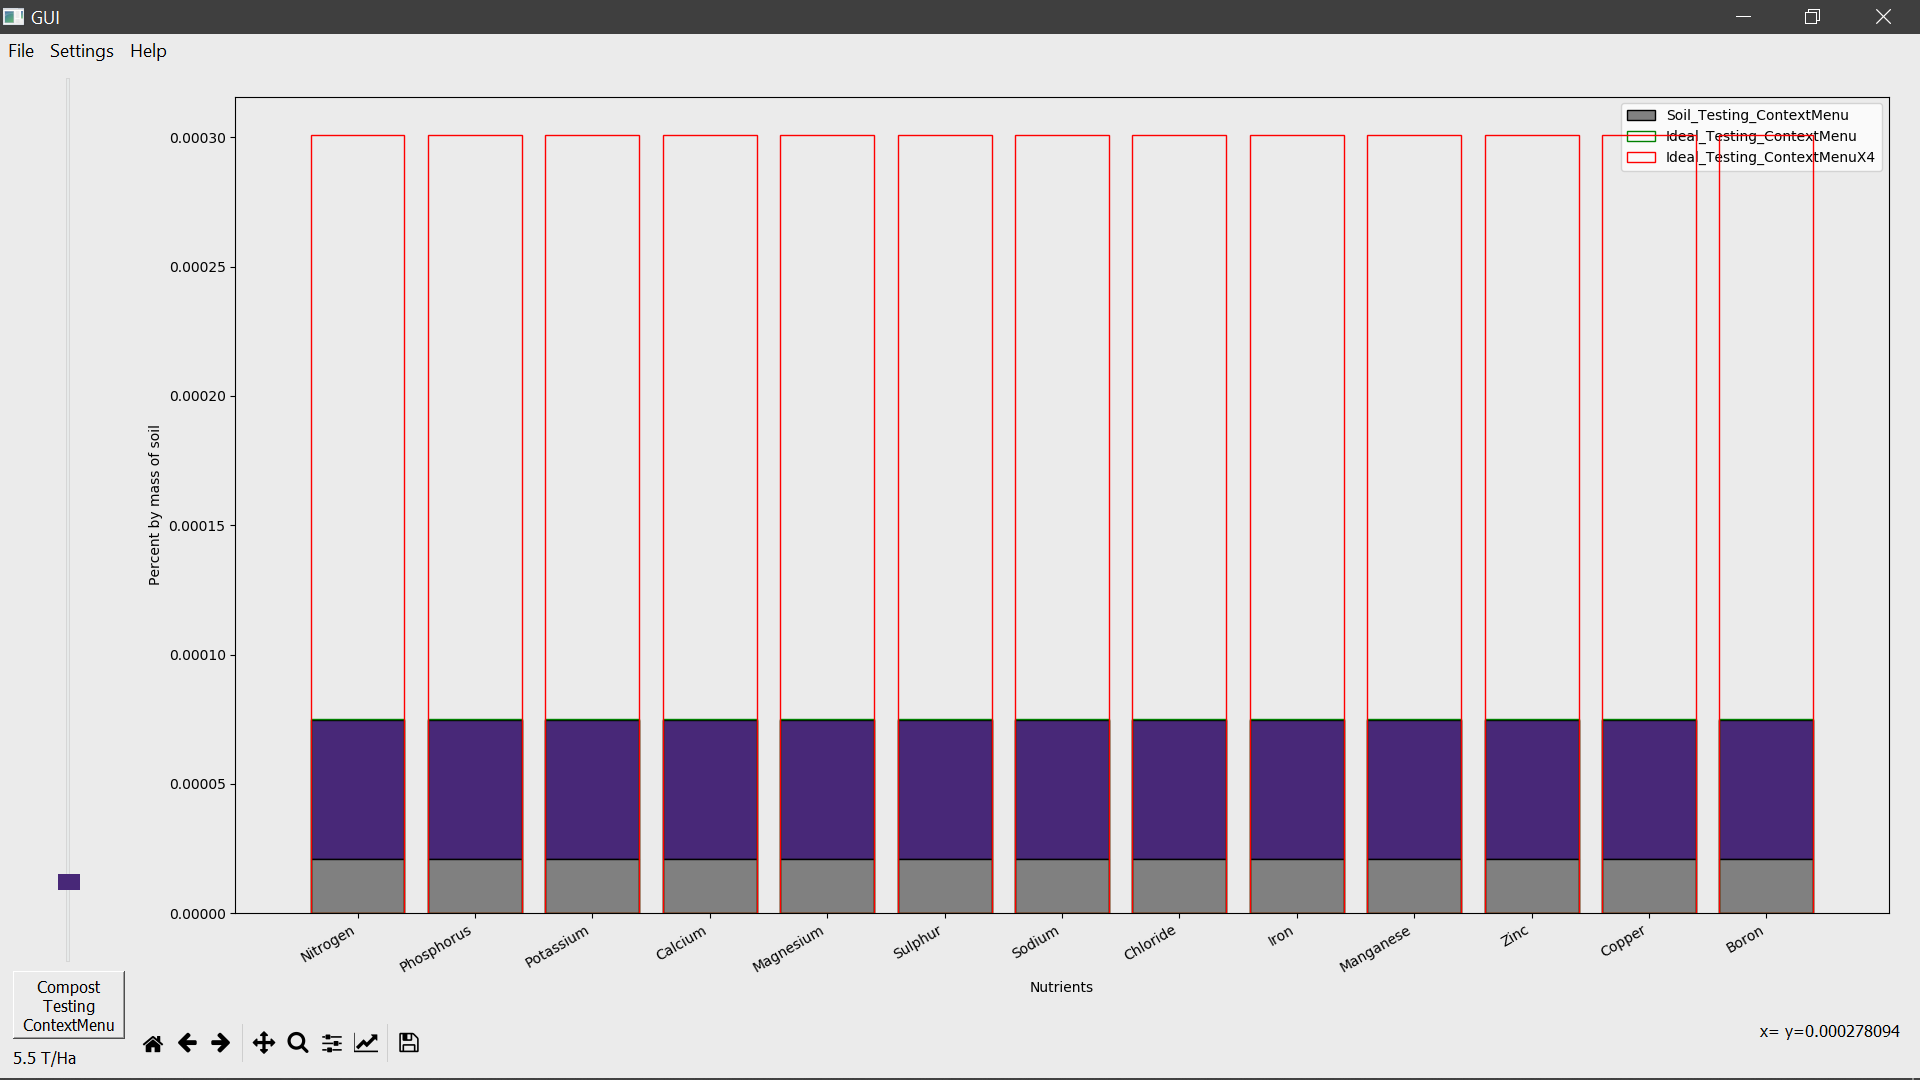 GUI
File Settings Help
Soil_Testing_ContextMenu
Ideal_Testing_ContextMenu
Ideal_Testing_ContextMenuX4
0.00030
0.00025
0.00020
0.00015
0.00010
0.00005
0.00000
Percent by mass of soil
Nitrogen Phosphorus Potassium Calcium Magnesium Sulphur Sodium Chloride Iron Manganese Zinc Copper Boron
Nutrients
Compost
Testing
ContextMenu
5.5 T/Ha
x= y=0.000278094